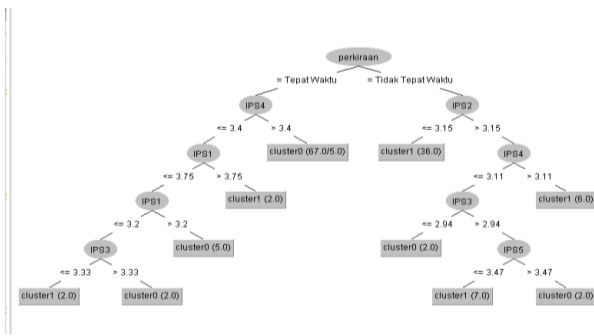 perkiraan
= Tepat Waktu = Tidak Tepat Waktu
IPS4 IPS2
<= 3.4 > 3.4 <= 3.15 > 3.15
IPS1 cluster0 (67.0/5.0) cluster1 (36.0) IPS4
<= 3.75 > 3.75 <= 3.11 > 3.11
IPS1 cluster1 (2.0) IPS3 cluster1 (6.0)
<= 3.2 > 3.2 <= 2.94 > 2.94
IPS3 cluster0 (5.0) cluster0 (2.0) IPS5
<= 3.33 > 3.33 <= 3.47 > 3.47
cluster1 (2.0) cluster0 (2.0) cluster1 (7.0) cluster0 (2.0)